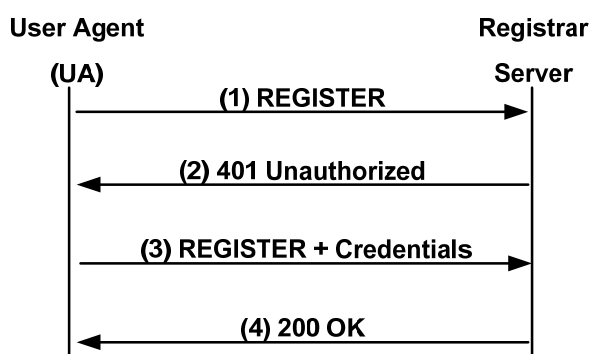 User Agent
(UA)
Registrar
Server
(1) REGISTER
(2) 401 Unauthorized
(3) REGISTER + Credentials
(4) 200 OK